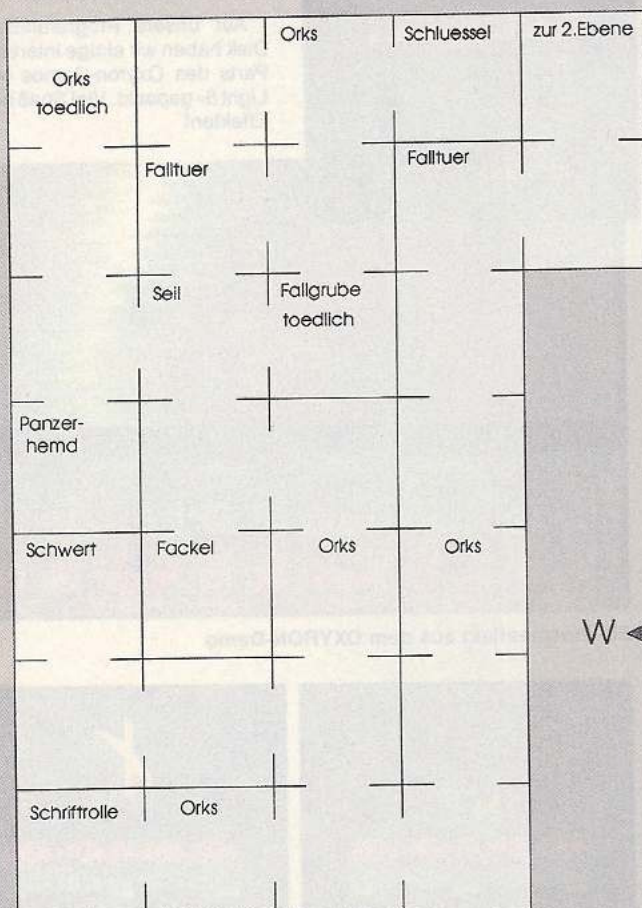 Orks
toedlich
Orks
Schluessel
zur 2.Ebene
Falltuer
Falltuer
Seil
Fallgrube
toedlich
Panzer-
hemd
Schwert
Fackel
Orks
Orks
W
Schriftrolle
Orks